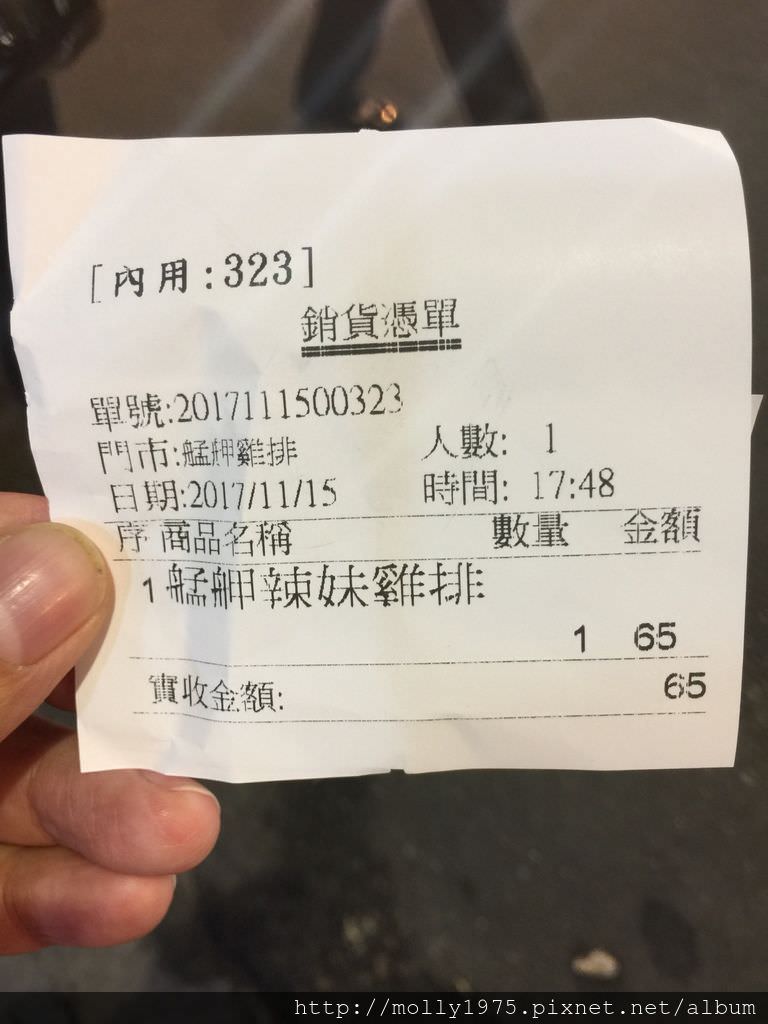 [內用:323]
銷貨憑單
單號:2017111500323
門市:艋舺雞排 人數: 1
日期:2017/11/15 時間: 17:48
序 商品名稱 數量 金額
1 艋舺辣妹雞排
1 65
實收金額: 65
http://molly1975.pixnet.net/album